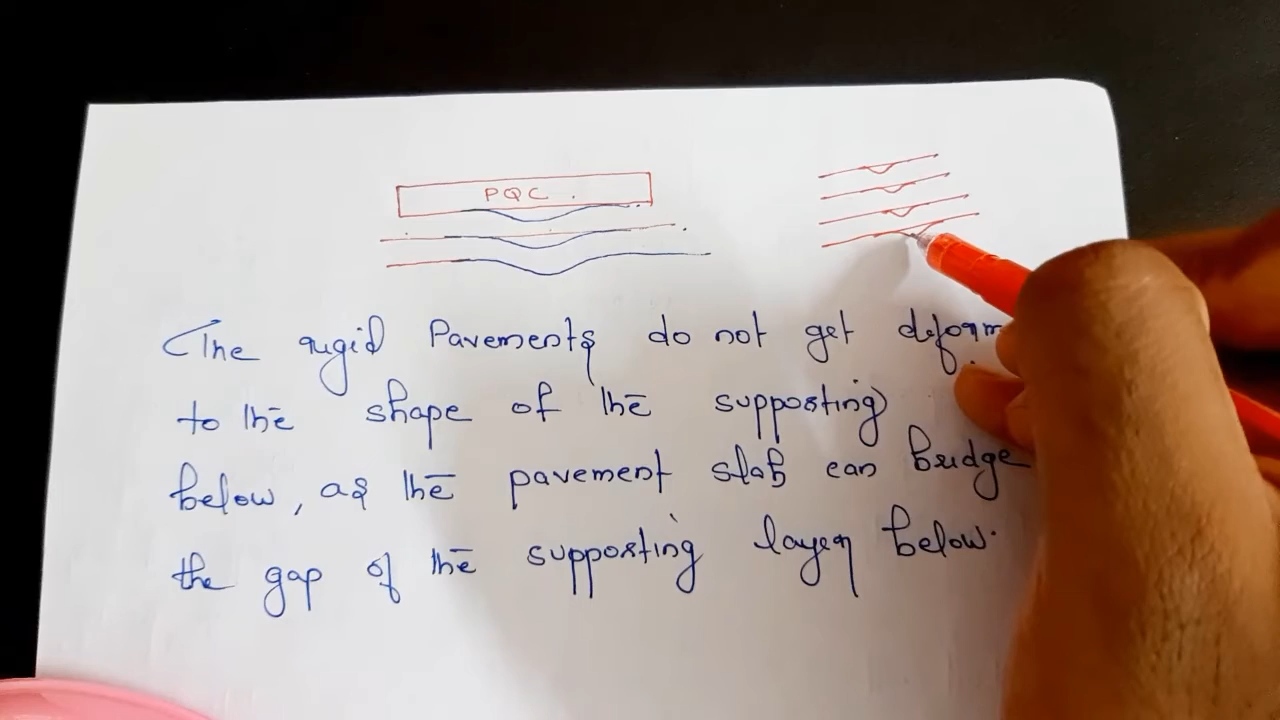 PQC.
The rigid Pavements do not get deform
to the shape of the supporting
below, as the pavement slab can bridge
the gap of the supporting layer below.